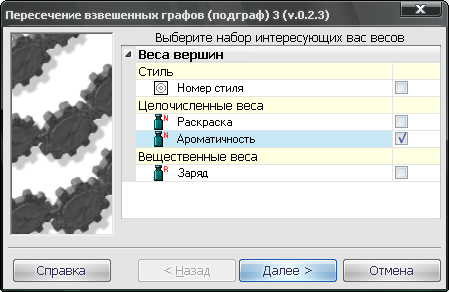 Пересечение взвешенных графов (подграф) 3 (v.0.2.3)
Выберите набор интересующих вас весов
Веса вершин
Стиль
Номер стиля
Целочисленные веса
N Раскраска
N Ароматичность
Вещественные веса
R Заряд
Справка
< Назад
Далее >
Отмена